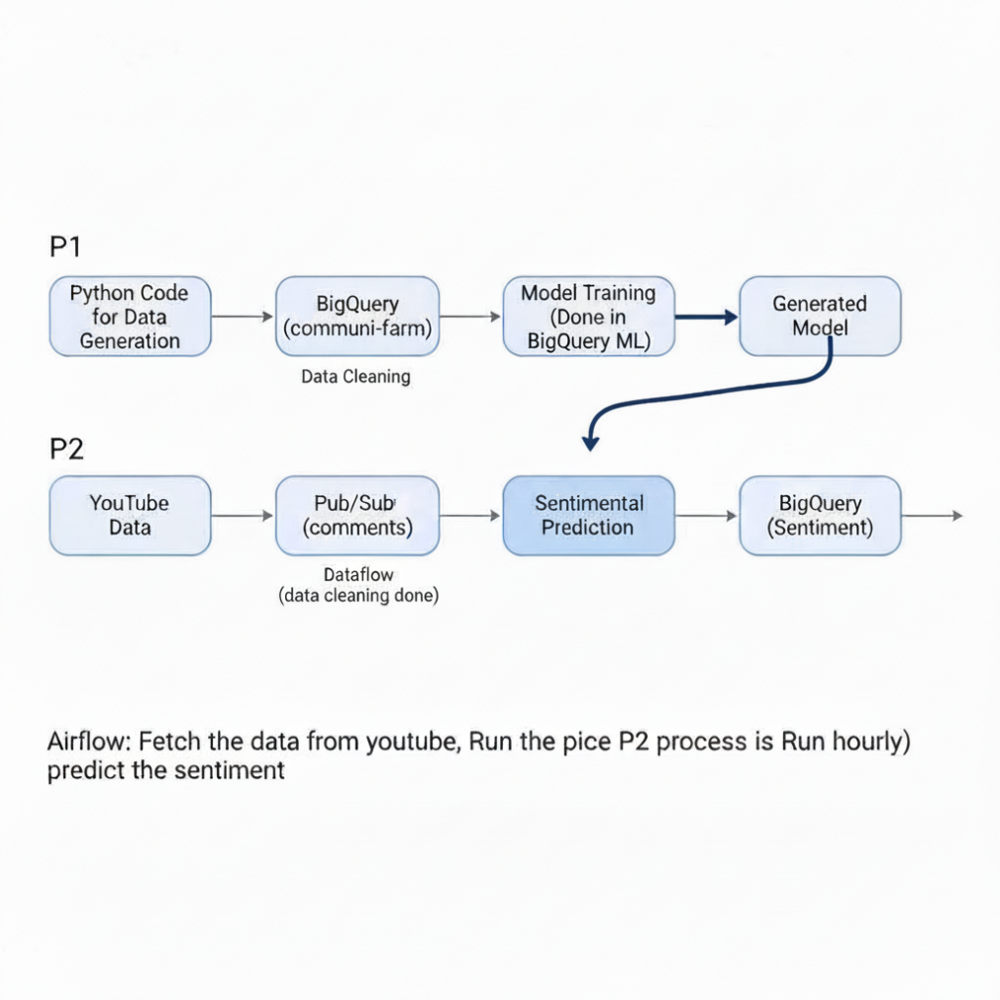 P1
Python Code
for Data
Generation
BigQuery
(communi-farm)
Data Cleaning
Model Training
(Done in
BigQuery ML)
Generated
Model
P2
YouTube
Data
Pub/Sub
(comments)
Dataflow
(data cleaning done)
Sentimental
Prediction
BigQuery
(Sentiment)
Airflow: Fetch the data from youtube, Run the pice P2 process is Run hourly)
predict the sentiment